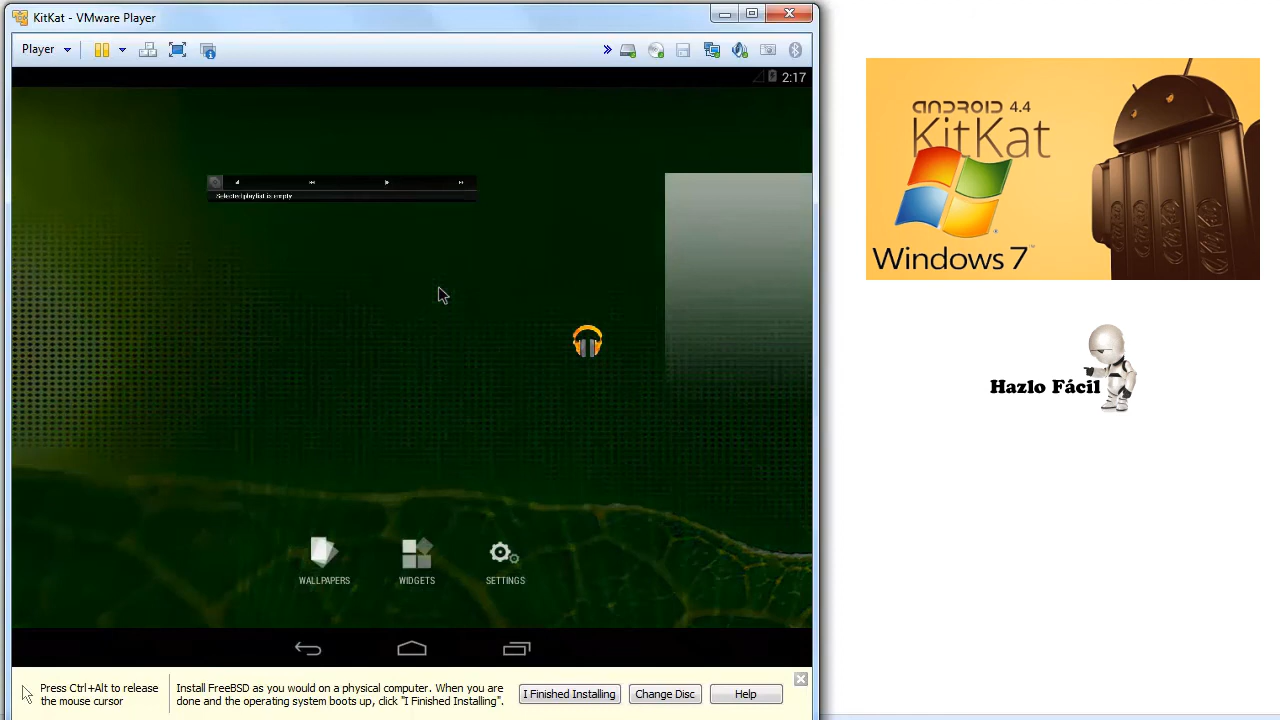 KitKat - VMware Player
Player
2:17
Selected playlist is empty
WALLPAPERS
WIDGETS
SETTINGS
Press Ctrl+Alt to release
the mouse cursor
Install FreeBSD as you would on a physical computer. When you are
done and the operating system boots up, click "I Finished Installing".
I Finished Installing
Change Disc
Help
ANDROID 4.4
KitKat
Windows 7
Hazlo Fácil